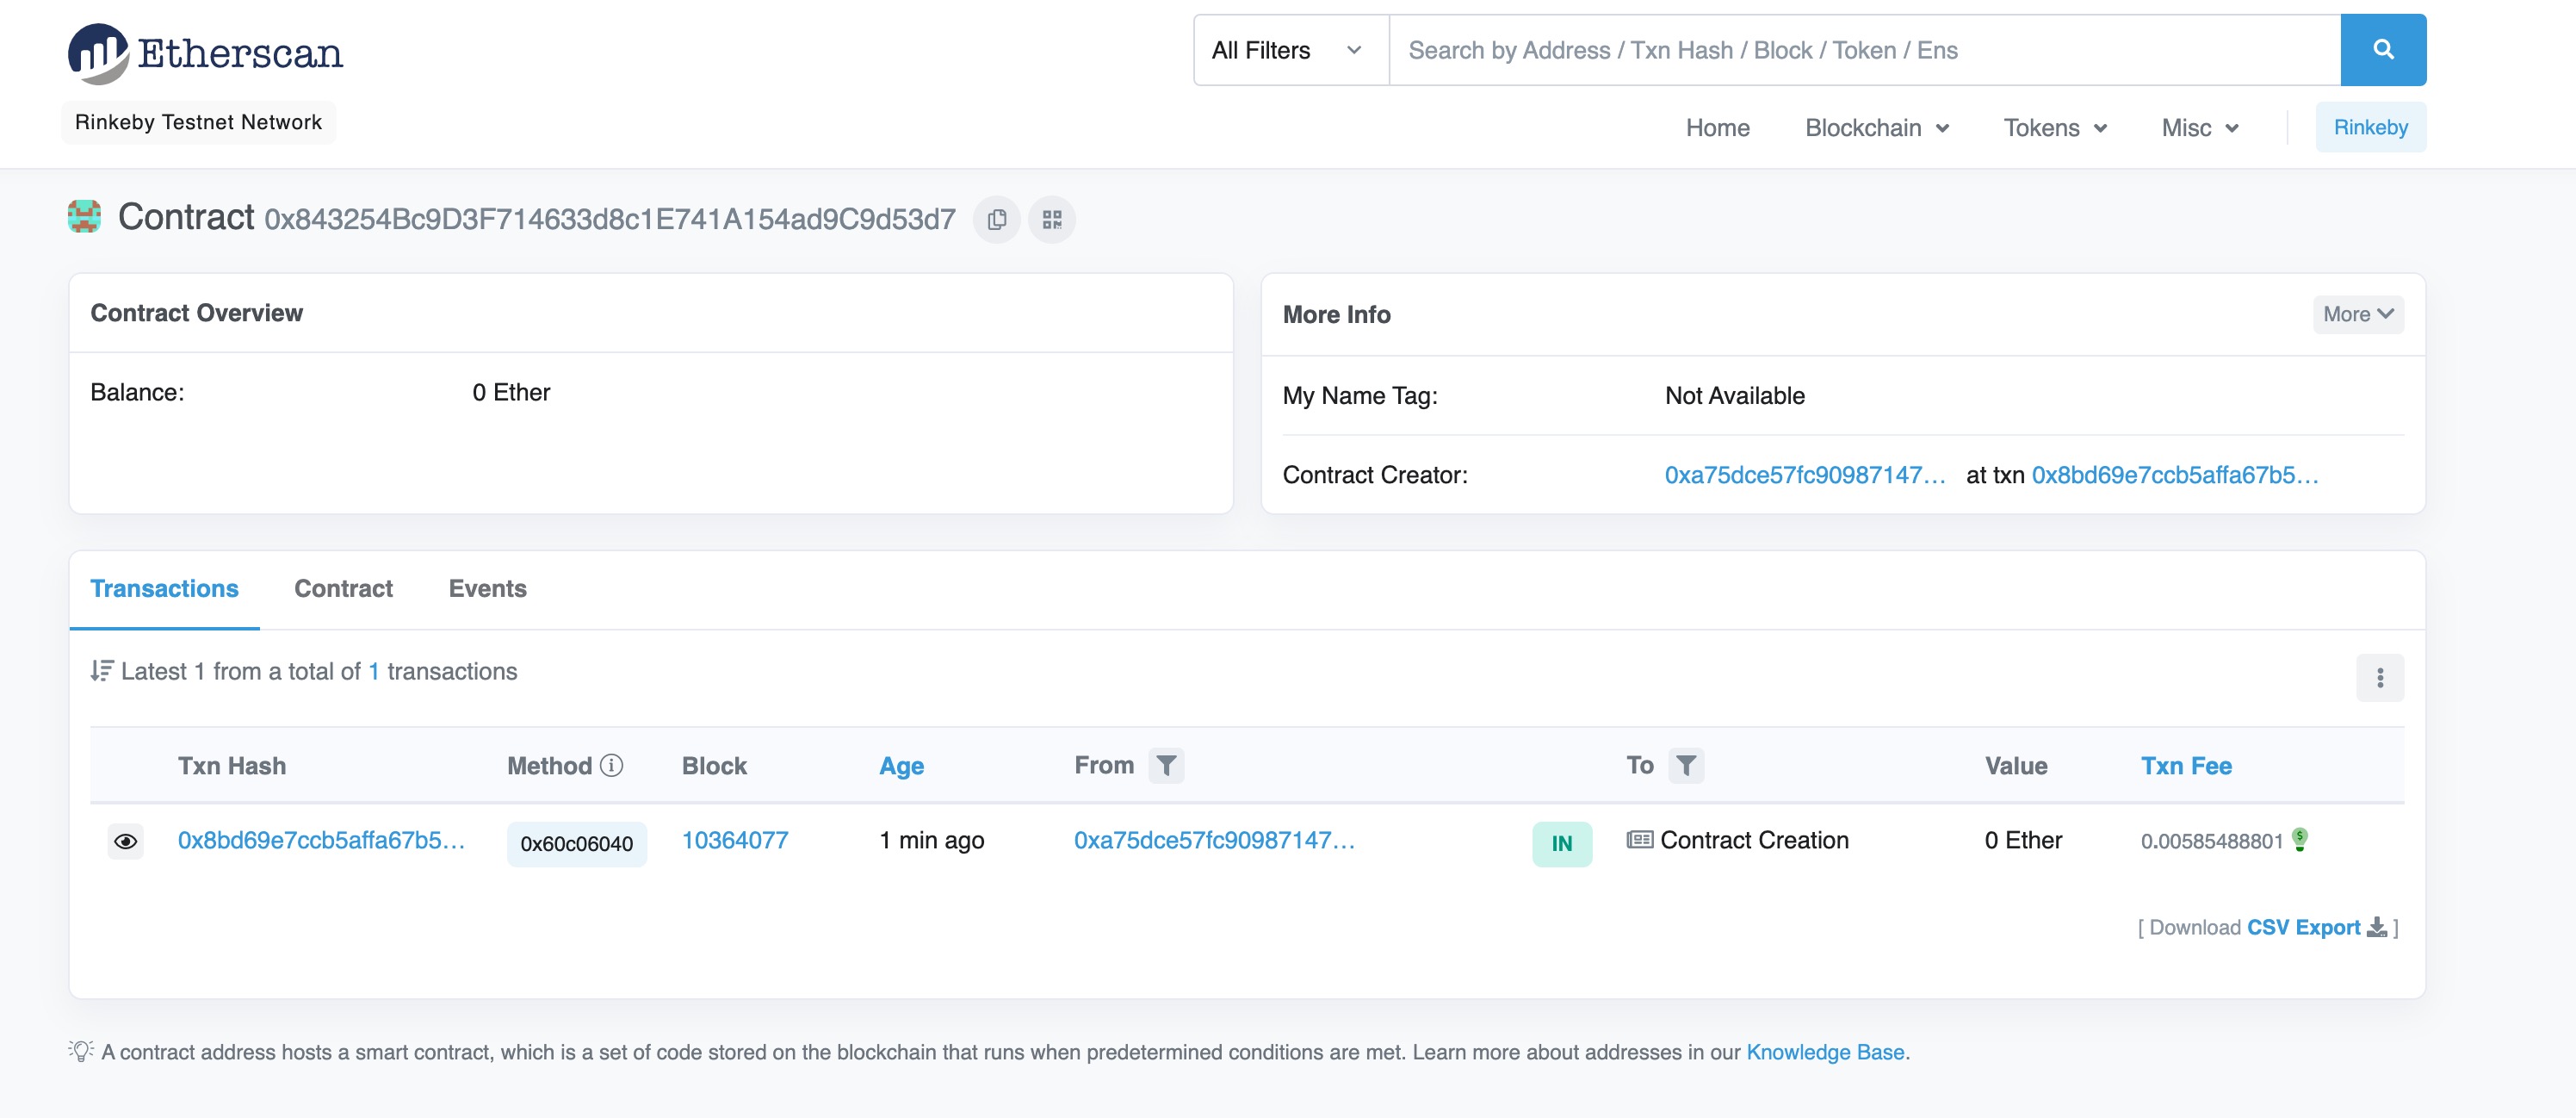 Etherscan
All Filters
Search by Address / Txn Hash / Block / Token / Ens
Rinkeby Testnet Network
Home Blockchain Tokens Misc Rinkeby
Contract 0x843254Bc9D3F714633d8c1E741A154ad9C9d53d7
Contract Overview
Balance: 0 Ether
More Info More
My Name Tag: Not Available
Contract Creator: 0xa75dce57fc90987147... at txn 0x8bd69e7ccb5affa67b5...
Transactions Contract Events
Latest 1 from a total of 1 transactions
Txn Hash Method Block Age From To Value Txn Fee
0x8bd69e7ccb5affa67b5... 0x60c06040 10364077 1 min ago 0xa75dce57fc90987147... IN Contract Creation 0 Ether 0.00585488801
[ Download CSV Export ]
A contract address hosts a smart contract, which is a set of code stored on the blockchain that runs when predetermined conditions are met. Learn more about addresses in our Knowledge Base.